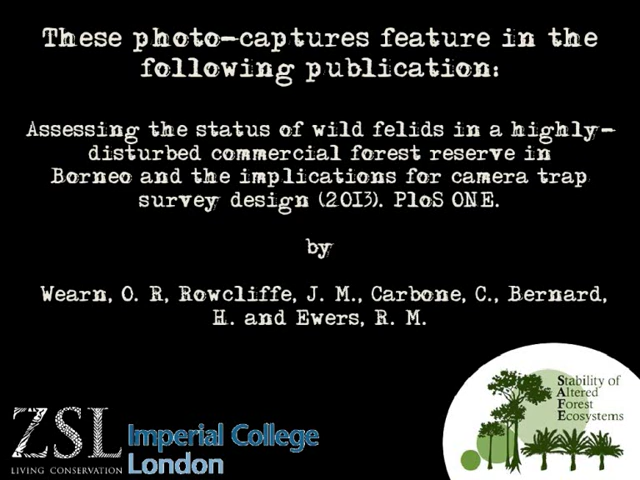 These photo-captures feature in the
following publication:
Assessing the status of wild felids in a highly-
disturbed commercial forest reserve in
Borneo and the implications for camera trap
survey design (2013). PloS ONE.
by
Wearn, O. R, Rowcliffe, J. M., Carbone, C., Bernard,
H. and Ewers, R. M.
ZSL
LIVING CONSERVATION
Imperial College
London
Stability of
Altered
Forest
Ecosystems